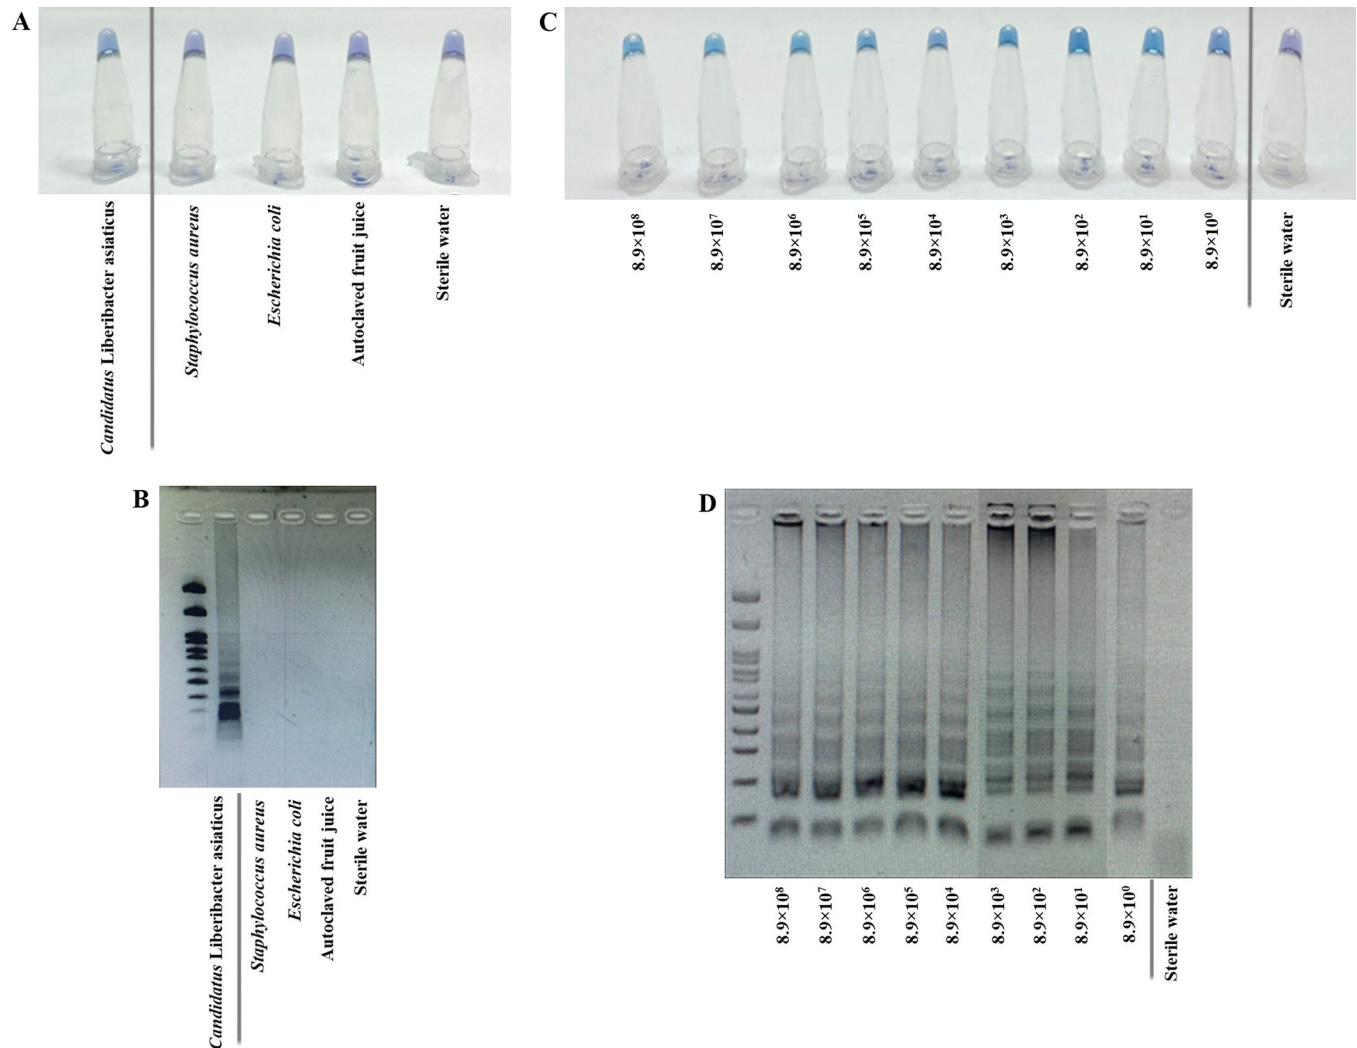 A
Candidatus Liberibacter asiaticus
Staphylococcus aureus
Escherichia coli
Autoclaved fruit juice
Sterile water
C
8.9×10⁸
8.9×10⁷
8.9×10⁶
8.9×10⁵
8.9×10⁴
8.9×10³
8.9×10²
8.9×10¹
8.9×10⁰
Sterile water
B
Candidatus Liberibacter asiaticus
Staphylococcus aureus
Escherichia coli
Autoclaved fruit juice
Sterile water
D
8.9×10⁸
8.9×10⁷
8.9×10⁶
8.9×10⁵
8.9×10⁴
8.9×10³
8.9×10²
8.9×10¹
8.9×10⁰
Sterile water